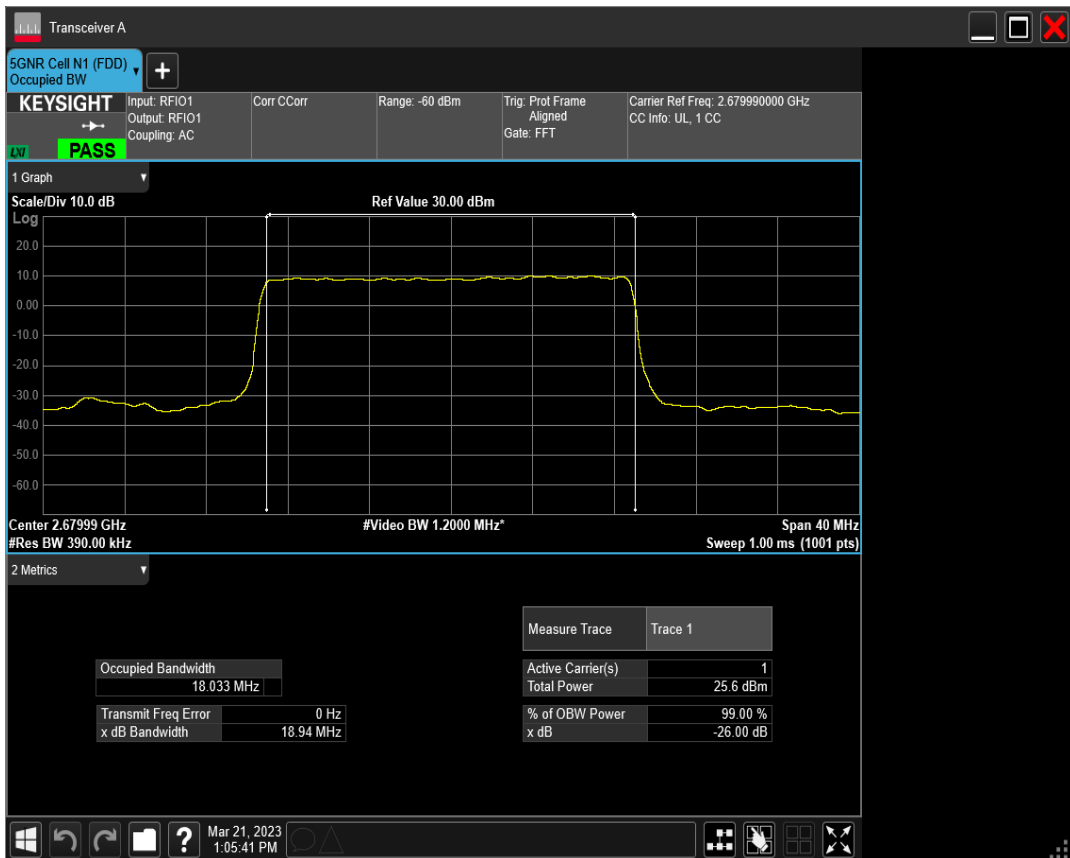 Transceiver A
5GNR Cell N1 (FDD)
Occupied BW
KEYSIGHT
LXI
PASS
Input: RFIO1
Output: RFIO1
Coupling: AC
Corr CCorr
Range: -60 dBm
Trig: Prot Frame
Aligned
Gate: FFT
Carrier Ref Freq: 2.679990000 GHz
CC Info: UL, 1 CC
1 Graph
Scale/Div 10.0 dB
Ref Value 30.00 dBm
Log
20.0
10.0
0.00
-10.0
-20.0
-30.0
-40.0
-50.0
-60.0
Center 2.67999 GHz
#Video BW 1.2000 MHz*
Span 40 MHz
#Res BW 390.00 kHz
Sweep 1.00 ms (1001 pts)
2 Metrics
Measure Trace Trace 1
Occupied Bandwidth
18.033 MHz
Active Carrier(s) 1
Total Power 25.6 dBm
Transmit Freq Error 0 Hz
x dB Bandwidth 18.94 MHz
% of OBW Power 99.00 %
x dB -26.00 dB
?
Mar 21, 2023
1:05:41 PM